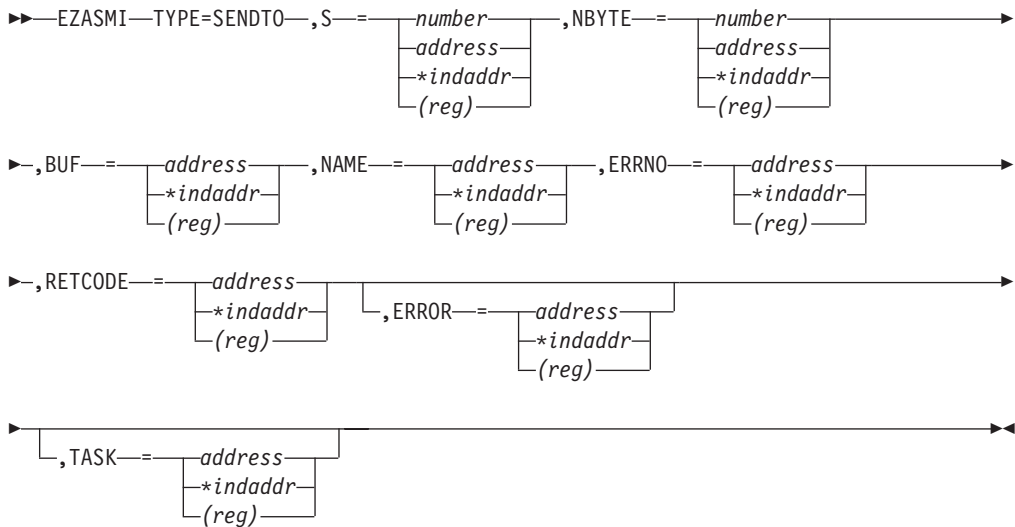 EZASMI TYPE=SENDTO ,S = number ,NBYTE = number
address address
*indaddr *indaddr
(reg) (reg)
,BUF = address ,NAME = address ,ERRNO = address
*indaddr *indaddr *indaddr
(reg) (reg) (reg)
,RETCODE = address
*indaddr ,ERROR = address
(reg) *indaddr
(reg)
,TASK = address
*indaddr
(reg)